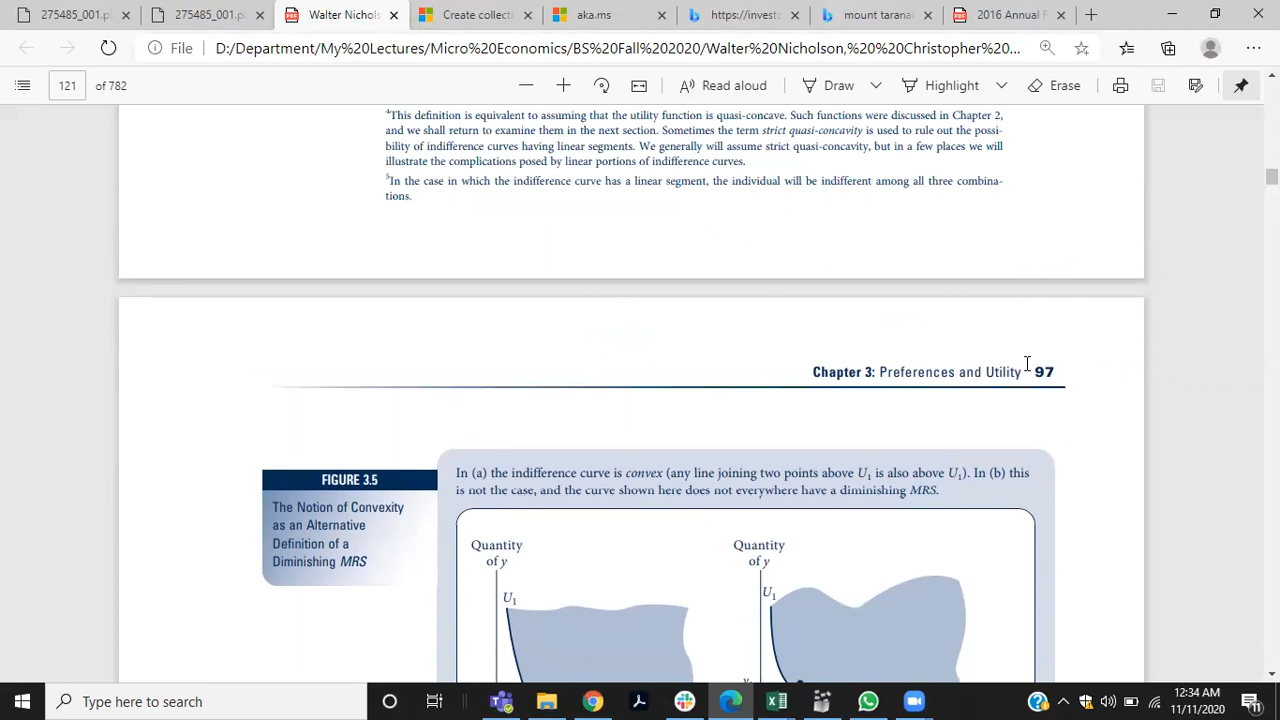 275485_001.p
275485_001.pa
Walter Nichols
Create collecti
aka.ms
https://investo
mount tarana
2016 Annual F
File
D:/Department/My%20Lectures/Micro%20Economics/BS%20Fall%202020/Walter%20Nicholson,%20%20Christopher%20...
121 of 782
Read aloud
Draw
Highlight
Erase
4This definition is equivalent to assuming that the utility function is quasi-concave. Such functions were discussed in Chapter 2,
and we shall return to examine them in the next section. Sometimes the term strict quasi-concavity is used to rule out the possi-
bility of indifference curves having linear segments. We generally will assume strict quasi-concavity, but in a few places we will
illustrate the complications posed by linear portions of indifference curves.
5In the case in which the indifference curve has a linear segment, the individual will be indifferent among all three combina-
tions.
Chapter 3: Preferences and Utility 97
FIGURE 3.5
The Notion of Convexity
as an Alternative
Definition of a
Diminishing MRS
In (a) the indifference curve is convex (any line joining two points above U1 is also above U1). In (b) this
is not the case, and the curve shown here does not everywhere have a diminishing MRS.
Quantity
of y
U1
Quantity
of y
U1
Type here to search
12:34 AM
11/11/2020
11